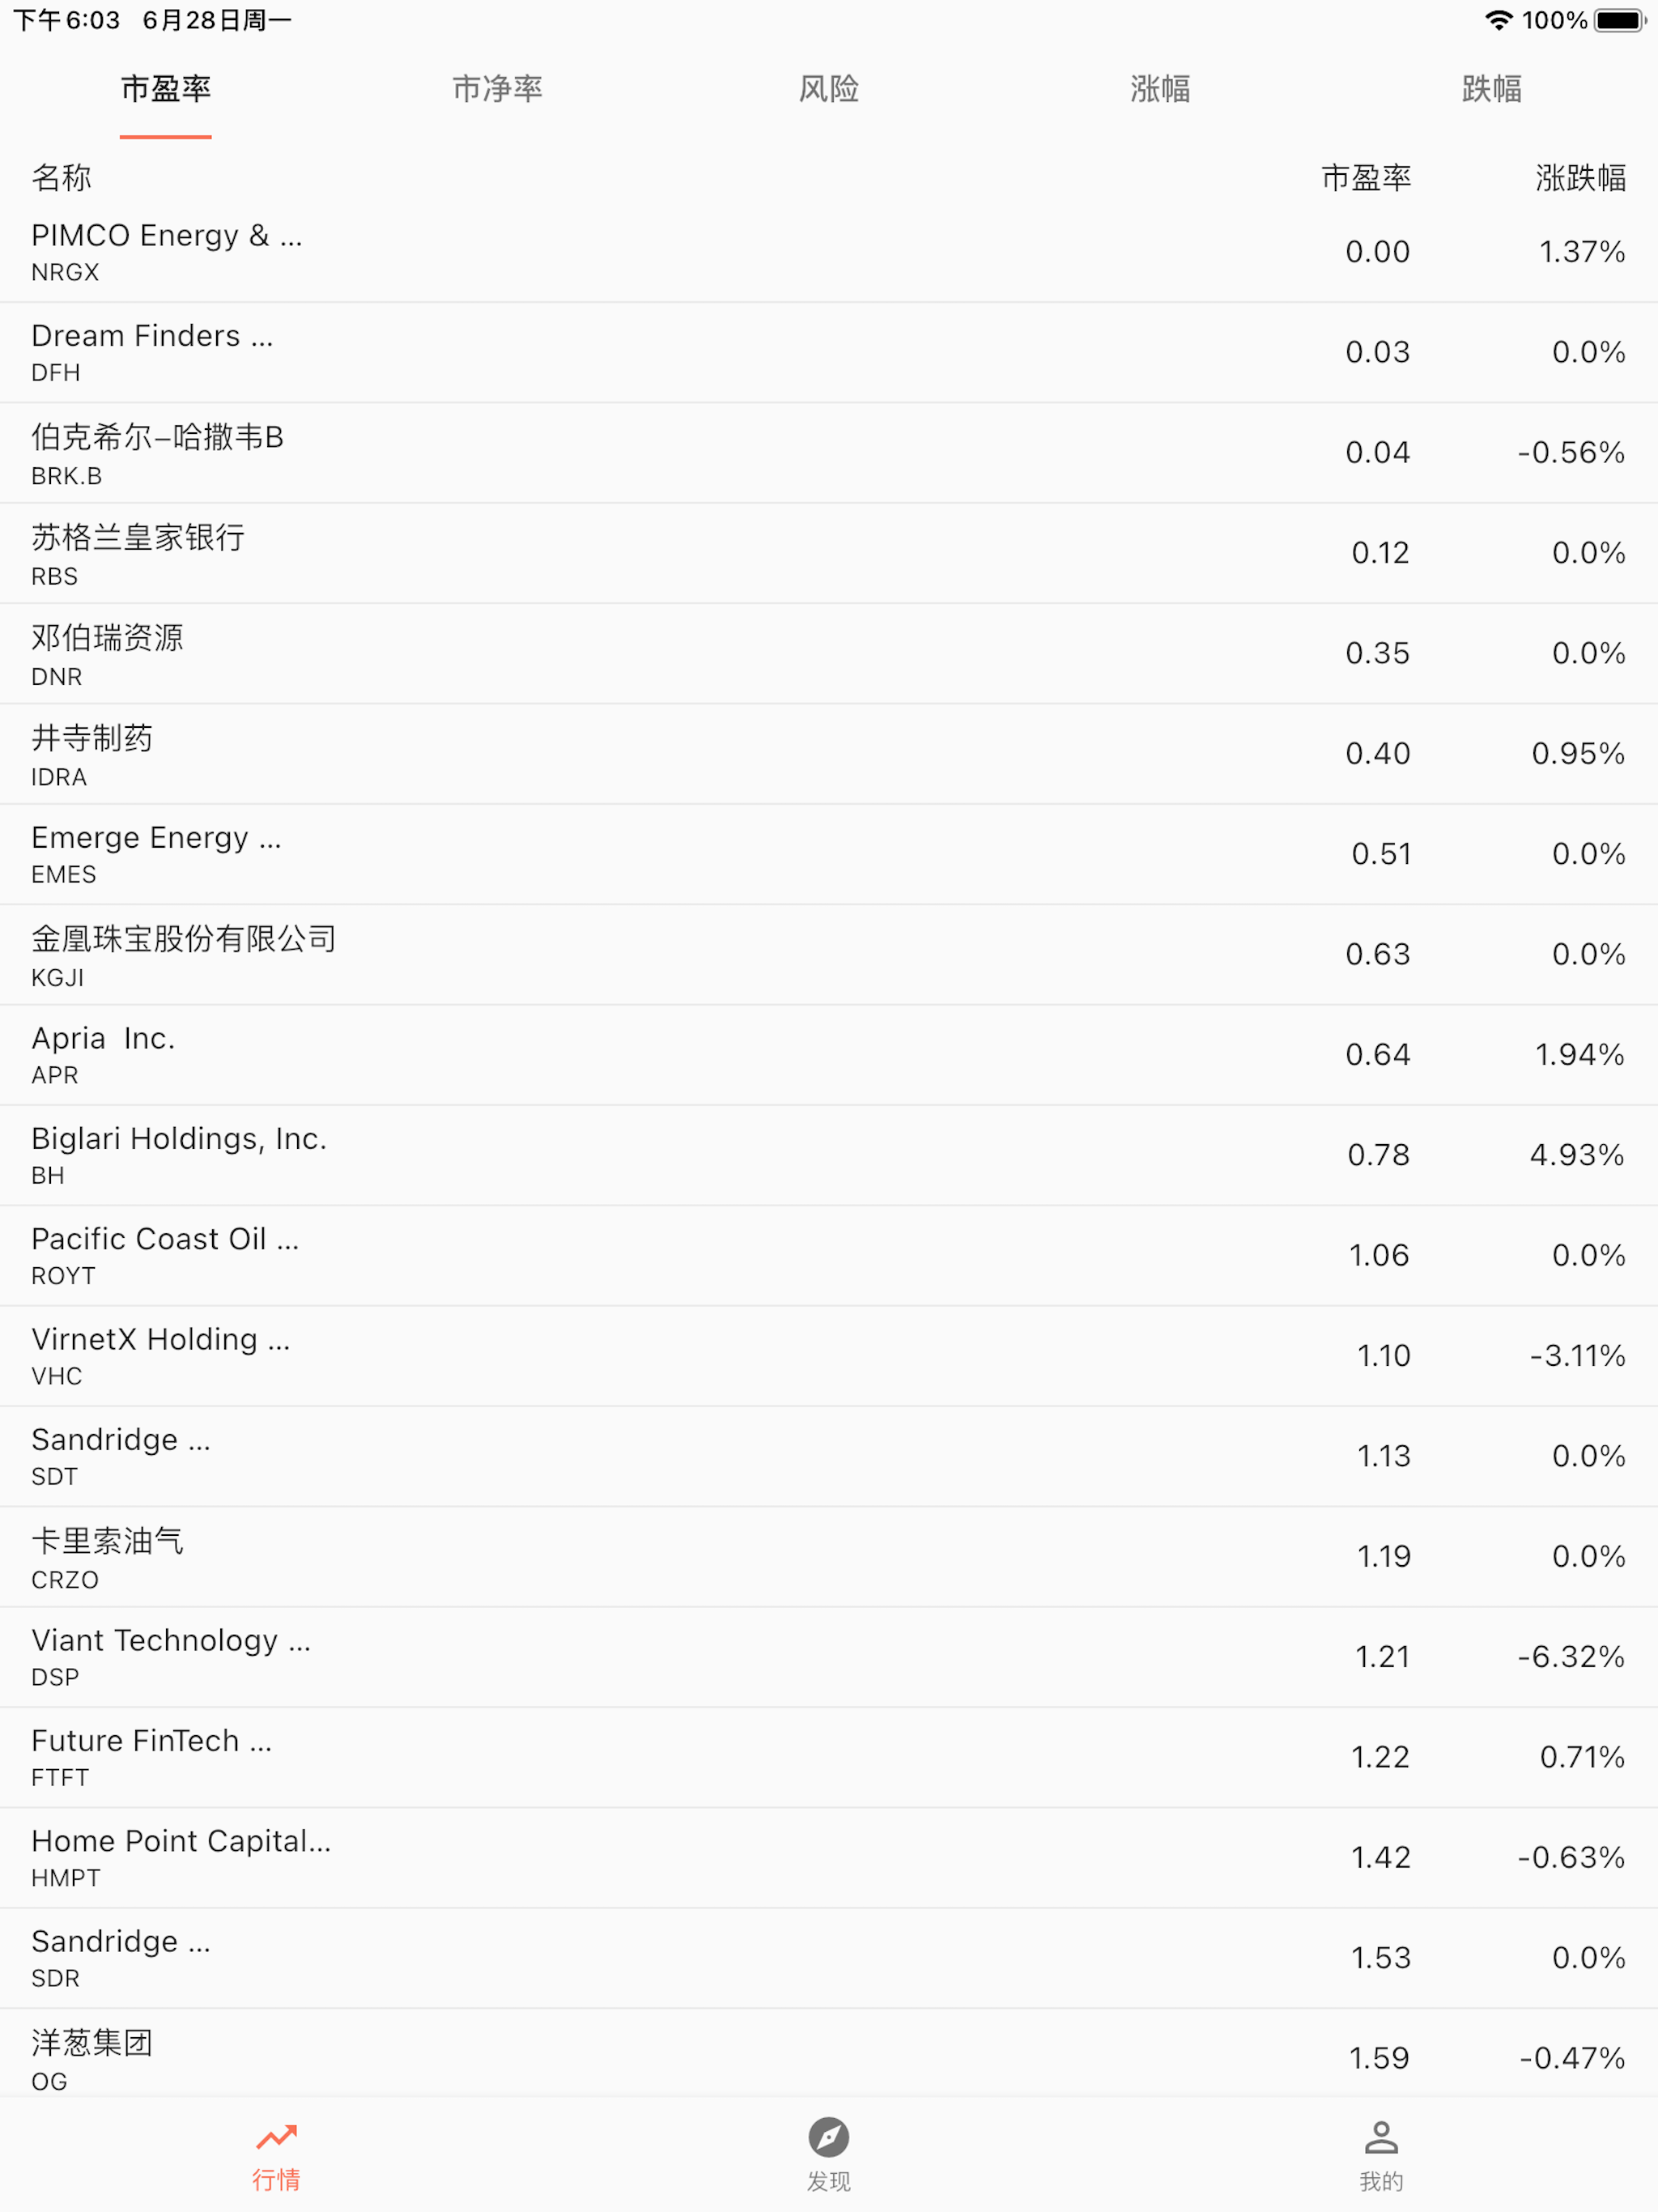 下午6:03 6月28日周一 100%
市盈率 市净率 风险 涨幅 跌幅
名称 市盈率 涨跌幅
PIMCO Energy & ...
NRGX 0.00 1.37%
Dream Finders ...
DFH 0.03 0.0%
伯克希尔-哈撒韦B
BRK.B 0.04 -0.56%
苏格兰皇家银行
RBS 0.12 0.0%
邓伯瑞资源
DNR 0.35 0.0%
井寺制药
IDRA 0.40 0.95%
Emerge Energy ...
EMES 0.51 0.0%
金凰珠宝股份有限公司
KGJI 0.63 0.0%
Apria  Inc.
APR 0.64 1.94%
Biglari Holdings, Inc.
BH 0.78 4.93%
Pacific Coast Oil ...
ROYT 1.06 0.0%
VirnetX Holding ...
VHC 1.10 -3.11%
Sandridge ...
SDT 1.13 0.0%
卡里索油气
CRZO 1.19 0.0%
Viant Technology ...
DSP 1.21 -6.32%
Future FinTech ...
FTFT 1.22 0.71%
Home Point Capital...
HMPT 1.42 -0.63%
Sandridge ...
SDR 1.53 0.0%
洋葱集团
OG 1.59 -0.47%
行情 发现 我的